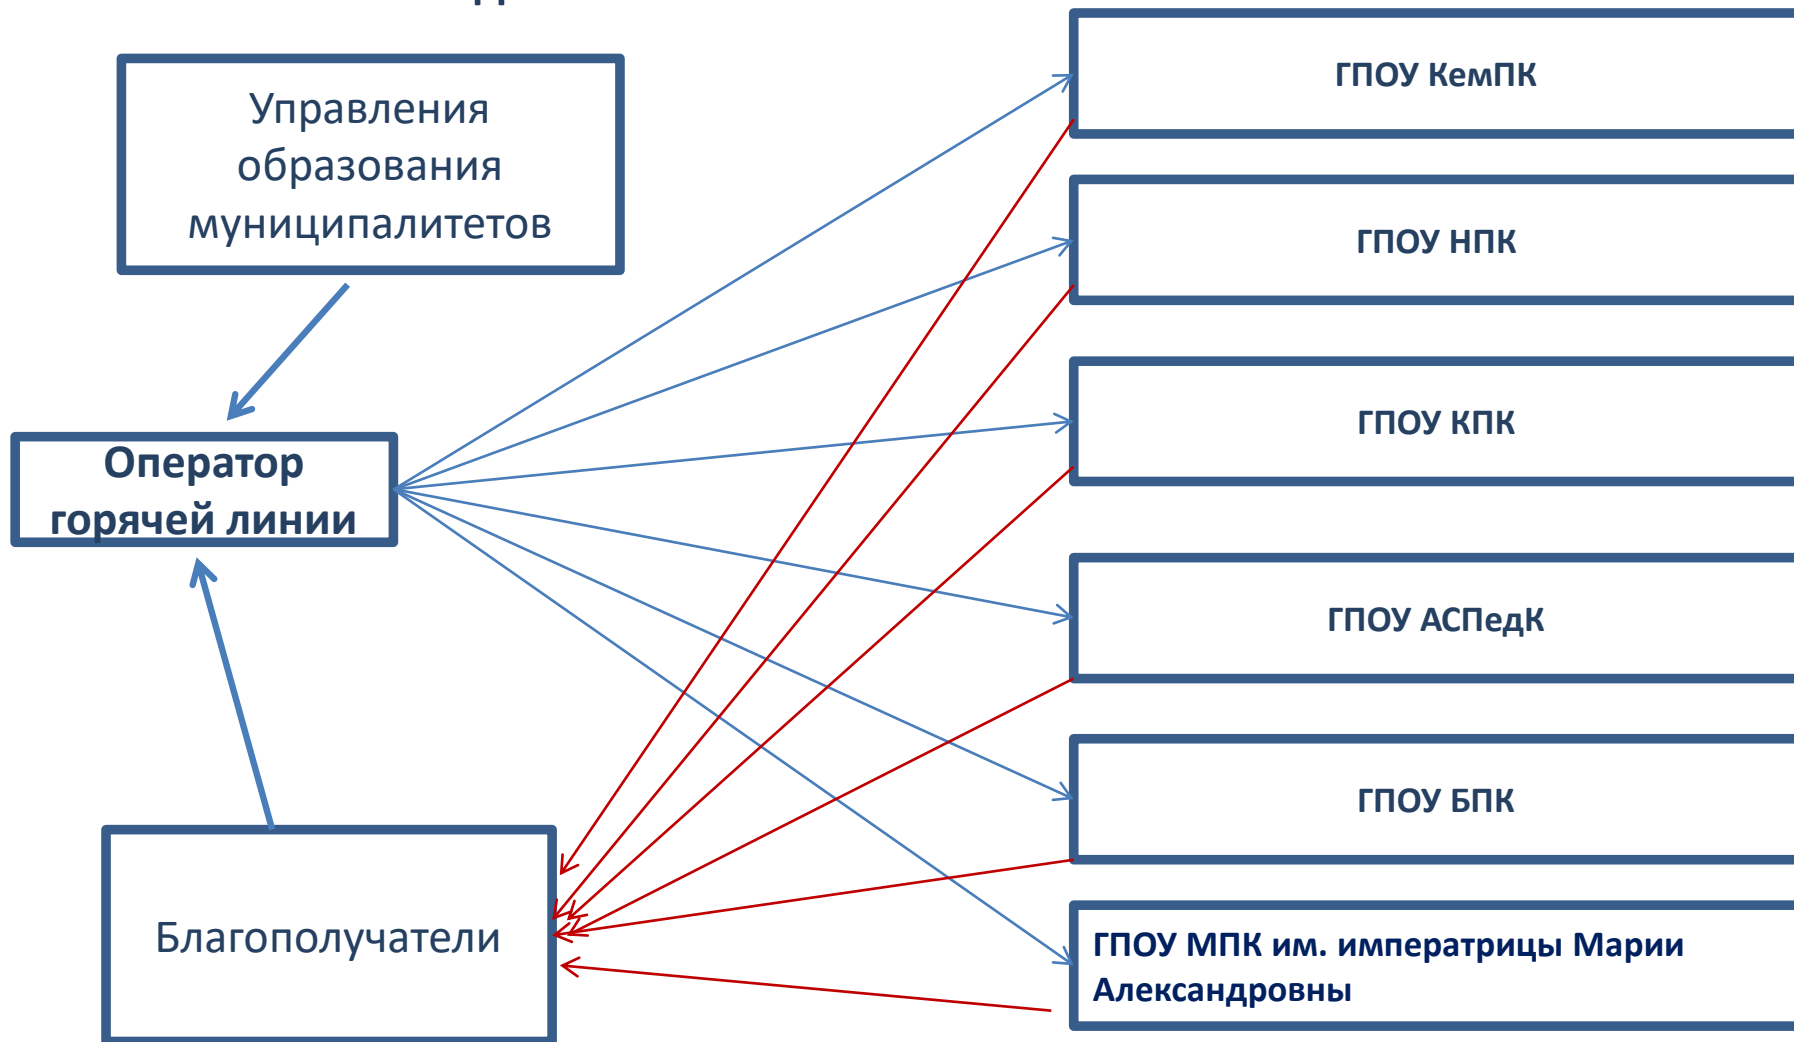 Управления
образования
муниципалитетов
Оператор
горячей линии
Благополучатели
ГПОУ КемПК
ГПОУ НПК
ГПОУ КПК
ГПОУ АСПедК
ГПОУ БПК
ГПОУ МПК им. императрицы Марии
Александровны